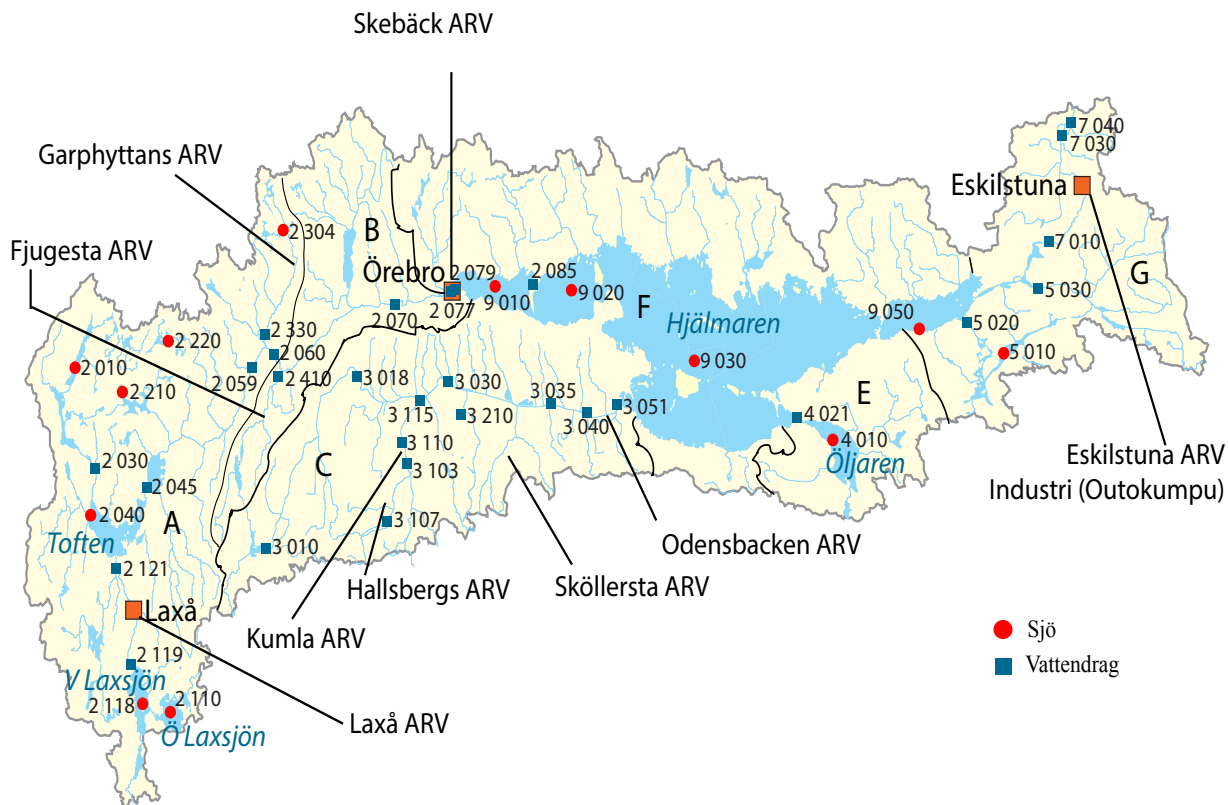 Skebäck ARV
Garphyttans ARV
Fjugesta ARV
7 040
7 030
Eskilstuna
2 304
B
7 010
G
Örebro
2 079
2 085
2 077
9 010
9 020
F
5 030
2 070
Hjälmaren
9 050
5 020
2 330
2 220
2 060
9 030
5 010
2 010
2 059
2 410
3 018
3 030
2 210
3 035
3 051
E
3 115
3 210
3 040
4 021
3 110
4 010
Öljaren
C
3 103
2 030
2 045
Eskilstuna ARV
Industri (Outokumpu)
2 040
A
3 107
Toften
3 010
Odensbacken ARV
2 121
Hallsbergs ARV
Sköllersta ARV
Laxå
Kumla ARV
Sjö
2 119
Vattendrag
V Laxsjön
2 118
2 110
Ö Laxsjön
Laxå ARV